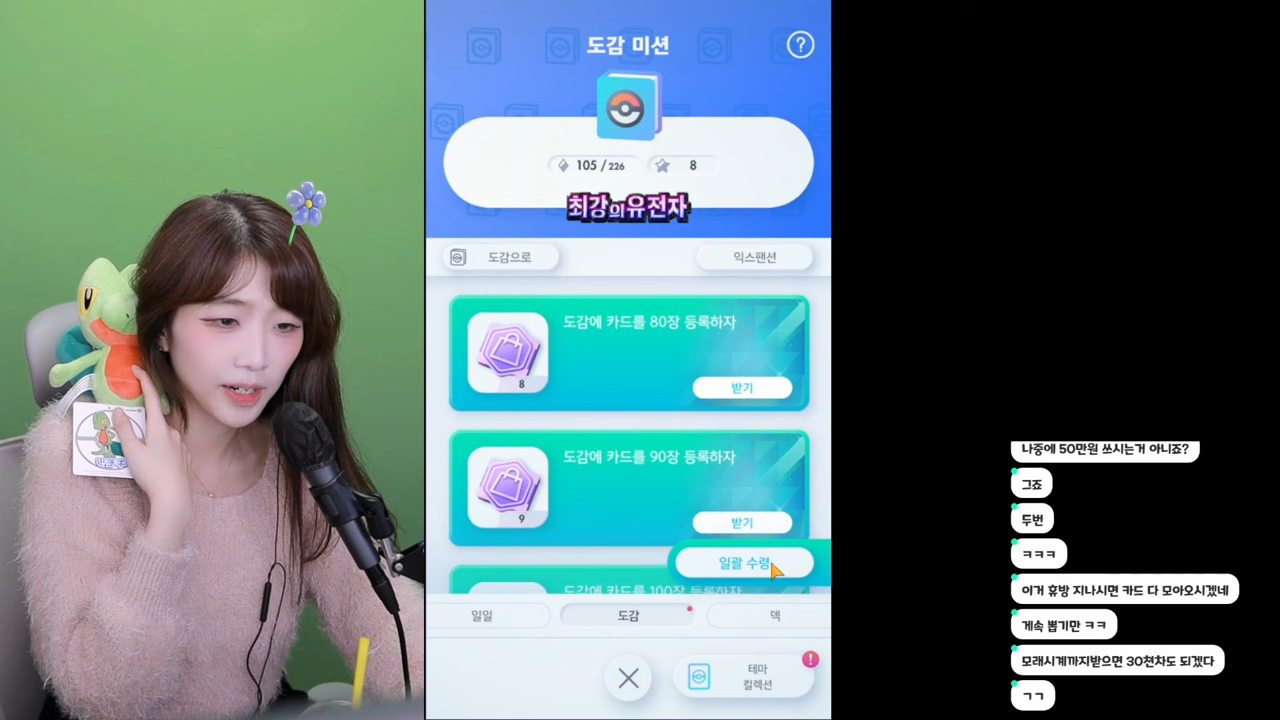 도감 미션
?
105 / 226
8
최강의유전자
도감으로
익스팬션
도감에 카드를 80장 등록하자
8
받기
도감에 카드를 90장 등록하자
9
받기
일괄 수령
도감에 카드를 100장 등록하자
일일
도감
덱
테마
컬렉션
!
나중에 50만원 쓰시는거 아니죠?
그죠
두번
ㅋㅋㅋ
이거 휴방 지나시면 카드 다 모아오시겠네
게속 뽑기만 ㅋㅋ
모래시계까지받으면 30천차도 되겠다
ㄱㄱ